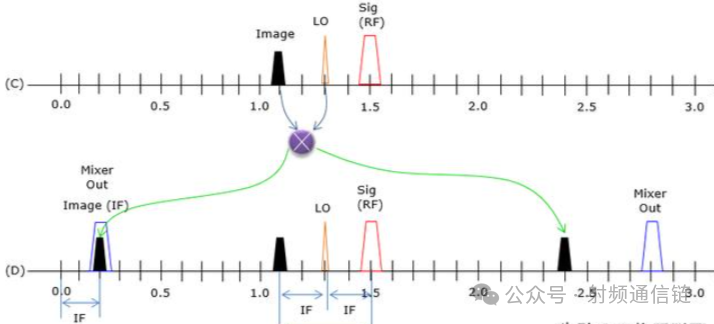 Sig
(RF)
LO
Image
(C)
0.0 0.5 1.0 1.5 2.0 2.5 3.0
Mixer
Out
Image (IF)
LO
Sig
(RF)
Mixer
Out
(D)
0.0 0.5 1.0 1.5 2.0 2.5 3.0
IF IF
IF
公众号·射频通信链